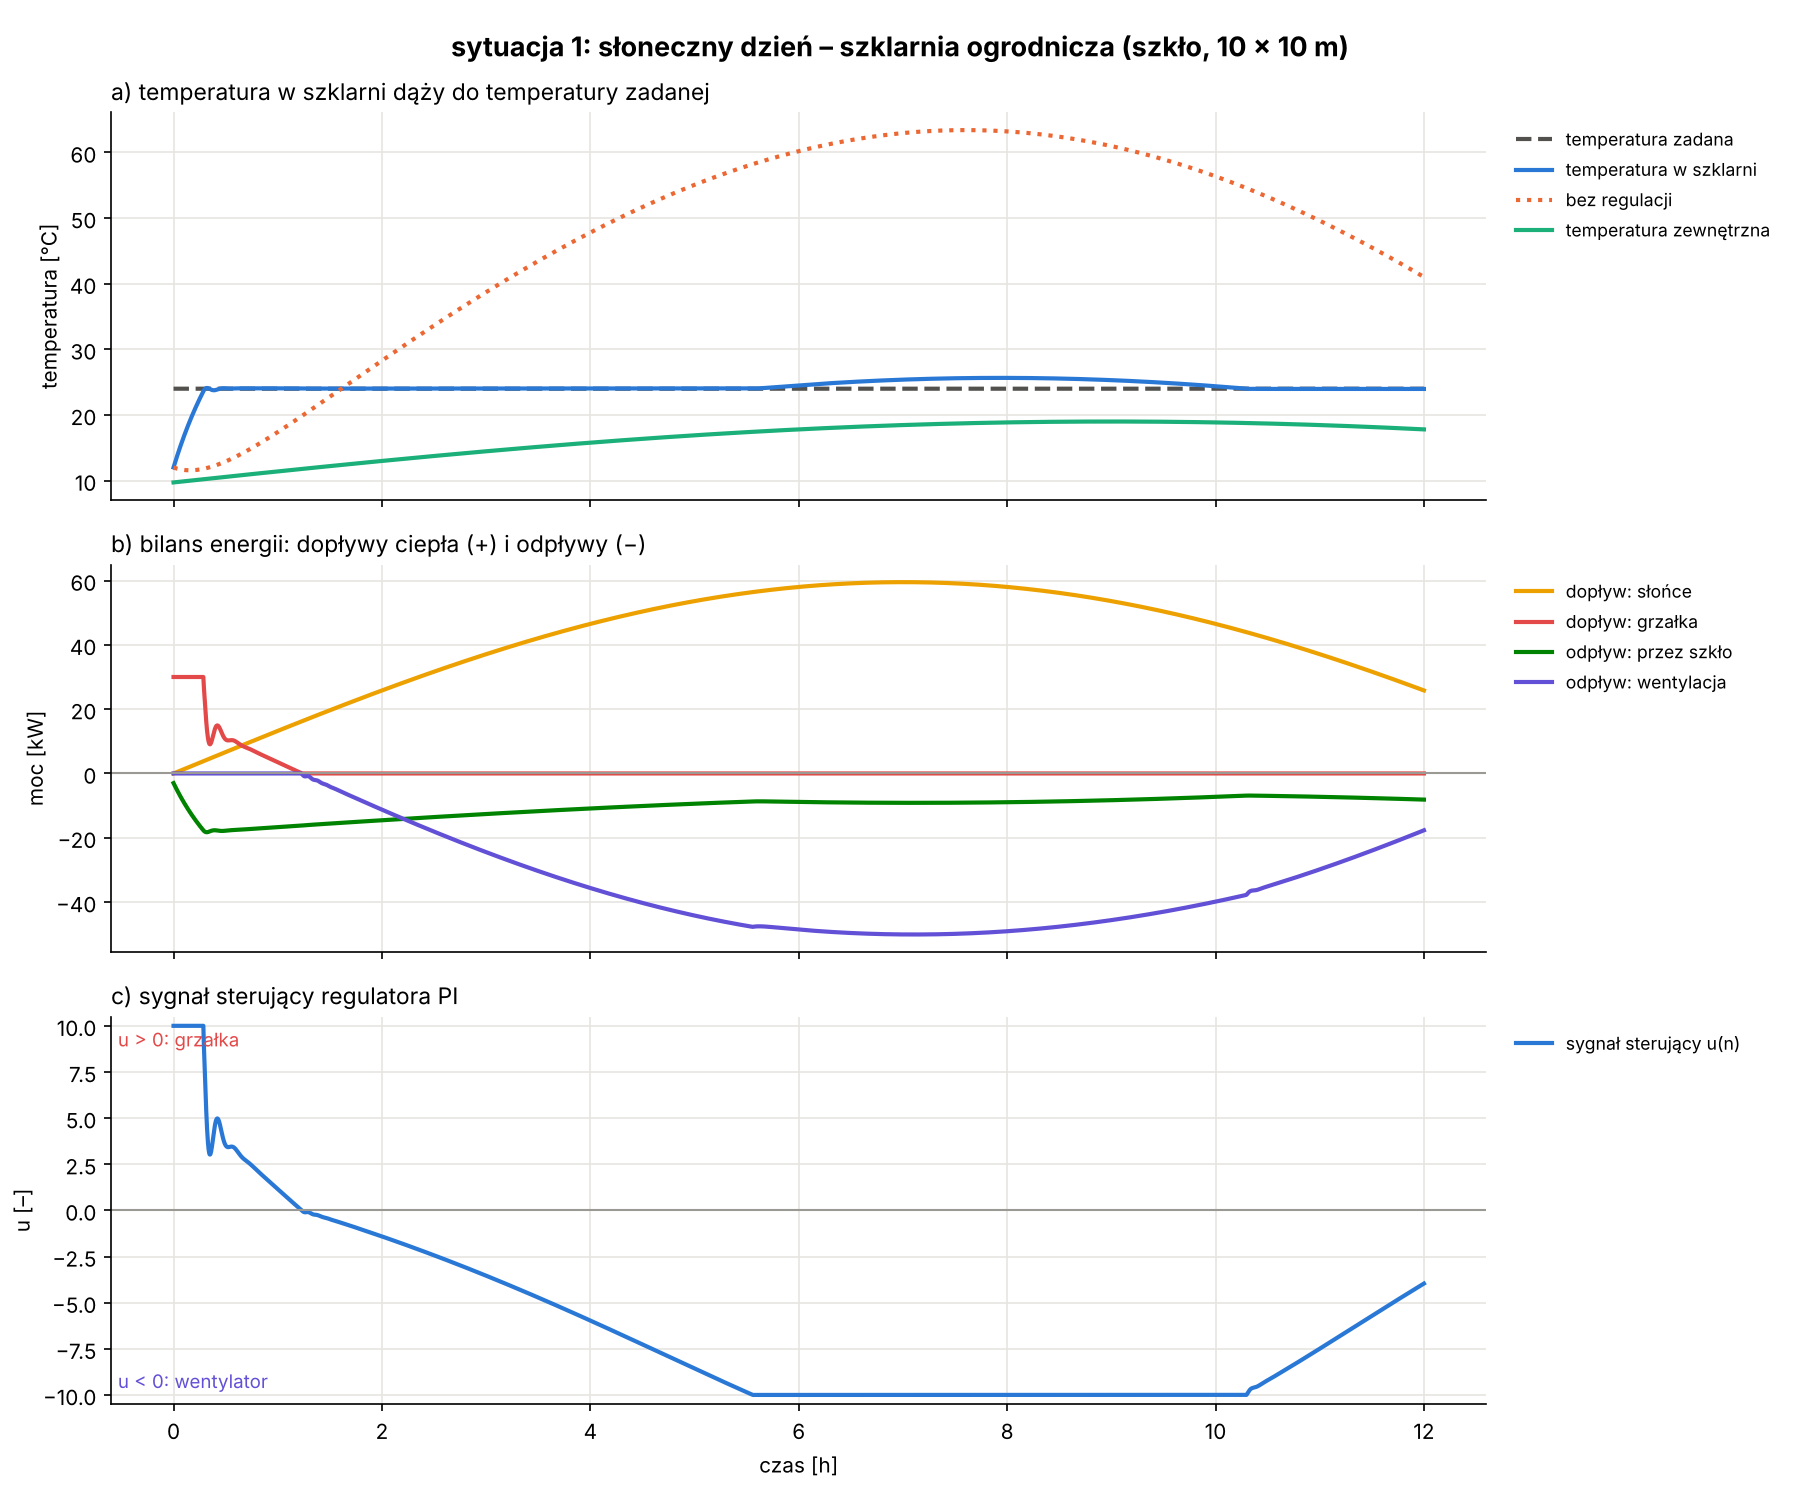 sytuacja 1: słoneczny dzień – szklarnia ogrodnicza (szkło, 10 × 10 m)
a) temperatura w szklarni dąży do temperatury zadanej
temperatura [°C]
60
50
40
30
20
10
temperatura zadana
temperatura w szklarni
bez regulacji
temperatura zewnętrzna
b) bilans energii: dopływy ciepła (+) i odpływy (−)
moc [kW]
60
40
20
0
−20
−40
dopływ: słońce
dopływ: grzałka
odpływ: przez szkło
odpływ: wentylacja
c) sygnał sterujący regulatora PI
u [−]
10.0
7.5
5.0
2.5
0.0
−2.5
−5.0
−7.5
−10.0
u > 0: grzałka
u < 0: wentylator
sygnał sterujący u(n)
0 2 4 6 8 10 12
czas [h]